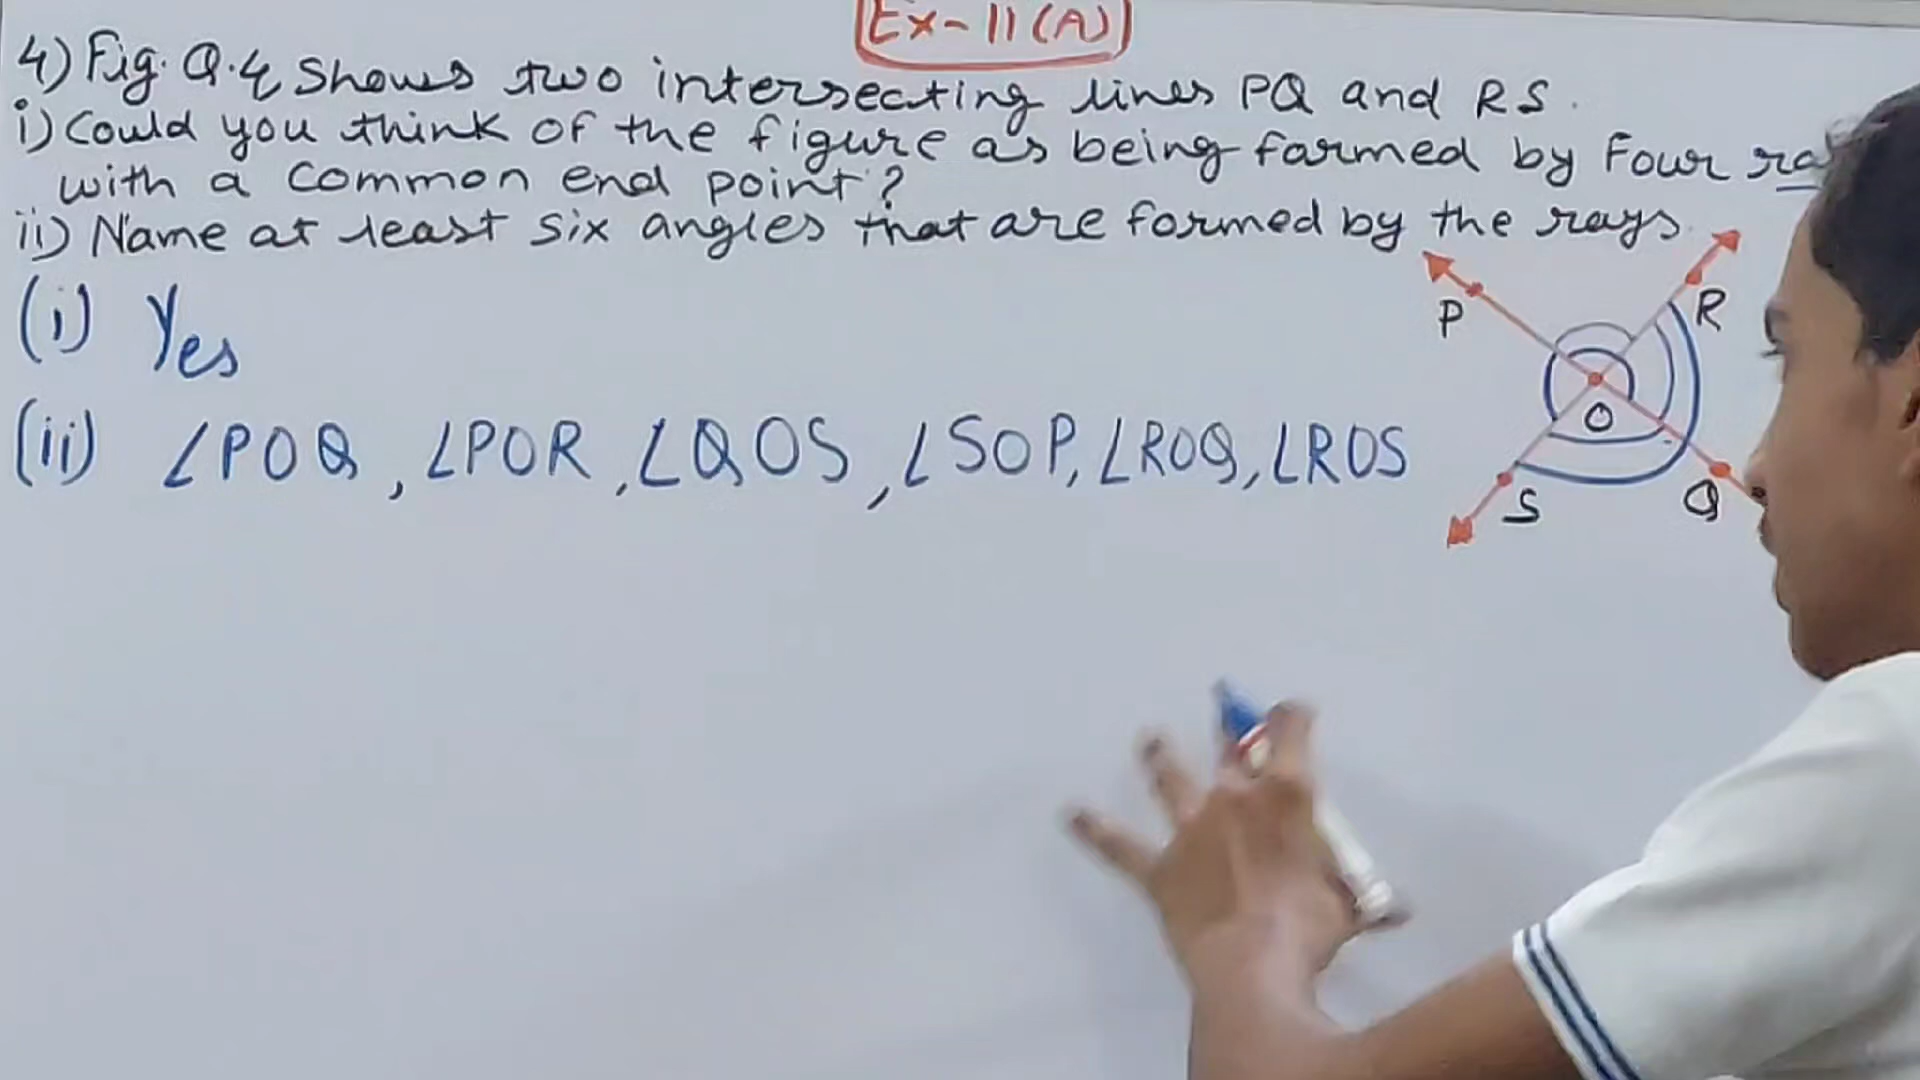 Ex-11(A)
4) Fig. Q.4 Shows two intersecting lines PQ and RS.
i) Could you think of the figure as being formed by Four
with a Common end point?
ii) Name at least six angles that are formed by the rays.
(i) Yes
(ii) ∠POQ, ∠POR, ∠QOS, ∠SOP, ∠ROQ, ∠ROS
P
R
O
S
Q